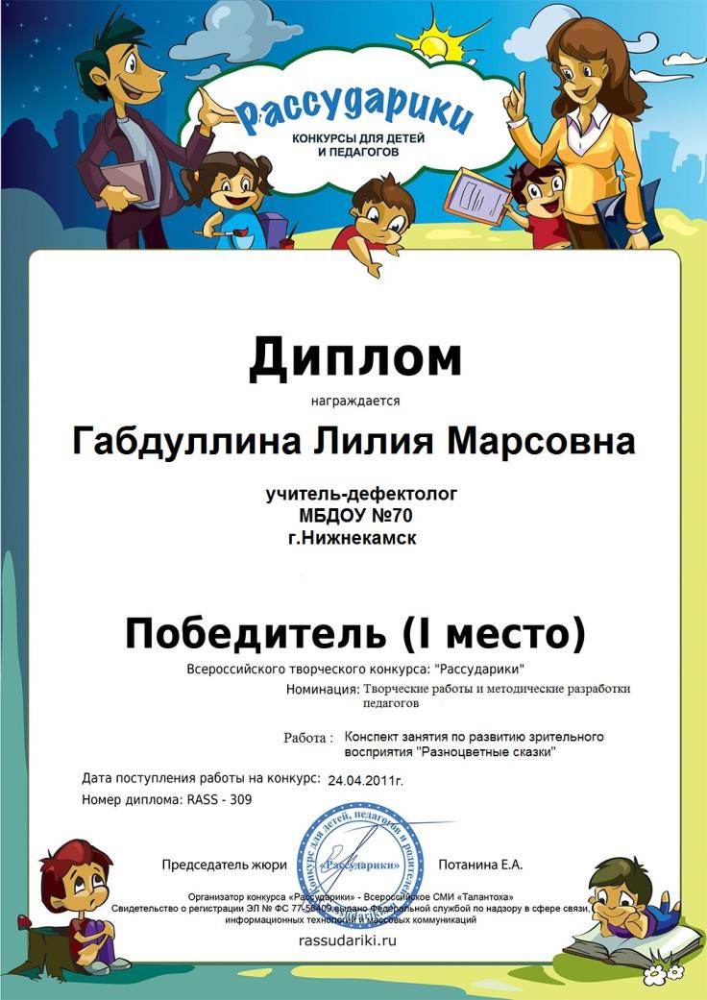 Рассударики
КОНКУРСЫ ДЛЯ ДЕТЕЙ
И ПЕДАГОГОВ
Диплом
награждается
Габдуллина Лилия Марсовна
учитель-дефектолог
МБДОУ №70
г.Нижнекамск
Победитель (I место)
Всероссийского творческого конкурса: "Рассударики"
Номинация: Творческие работы и методические разработки
педагогов
Работа : Конспект занятия по развитию зрительного
восприятия "Разноцветные сказки"
Дата поступления работы на конкурс: 24.04.2011г.
Номер диплома: RASS - 309
Конкурс для детей, педагогов и родителей
«Рассударики»
Председатель жюри Потанина Е.А.
Организатор конкурса «Рассударики» - Всероссийское СМИ «Талантоха»
Свидетельство о регистрации ЭЛ № ФС 77-56409 выдано Федеральной службой по надзору в сфере связи,
информационных технологий и массовых коммуникаций
rassudariki.ru